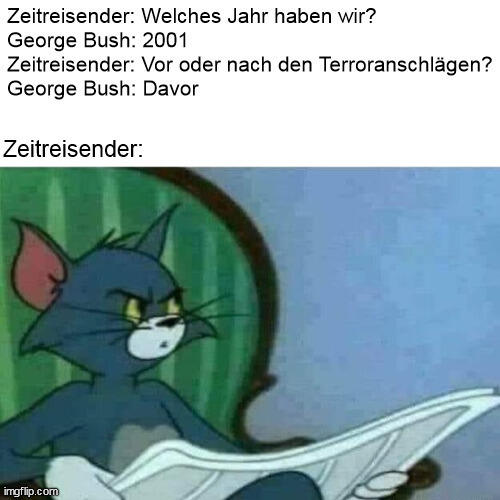 Zeitreisender: Welches Jahr haben wir?
George Bush: 2001
Zeitreisender: Vor oder nach den Terroranschlägen?
George Bush: Davor
Zeitreisender:
imgflip.com